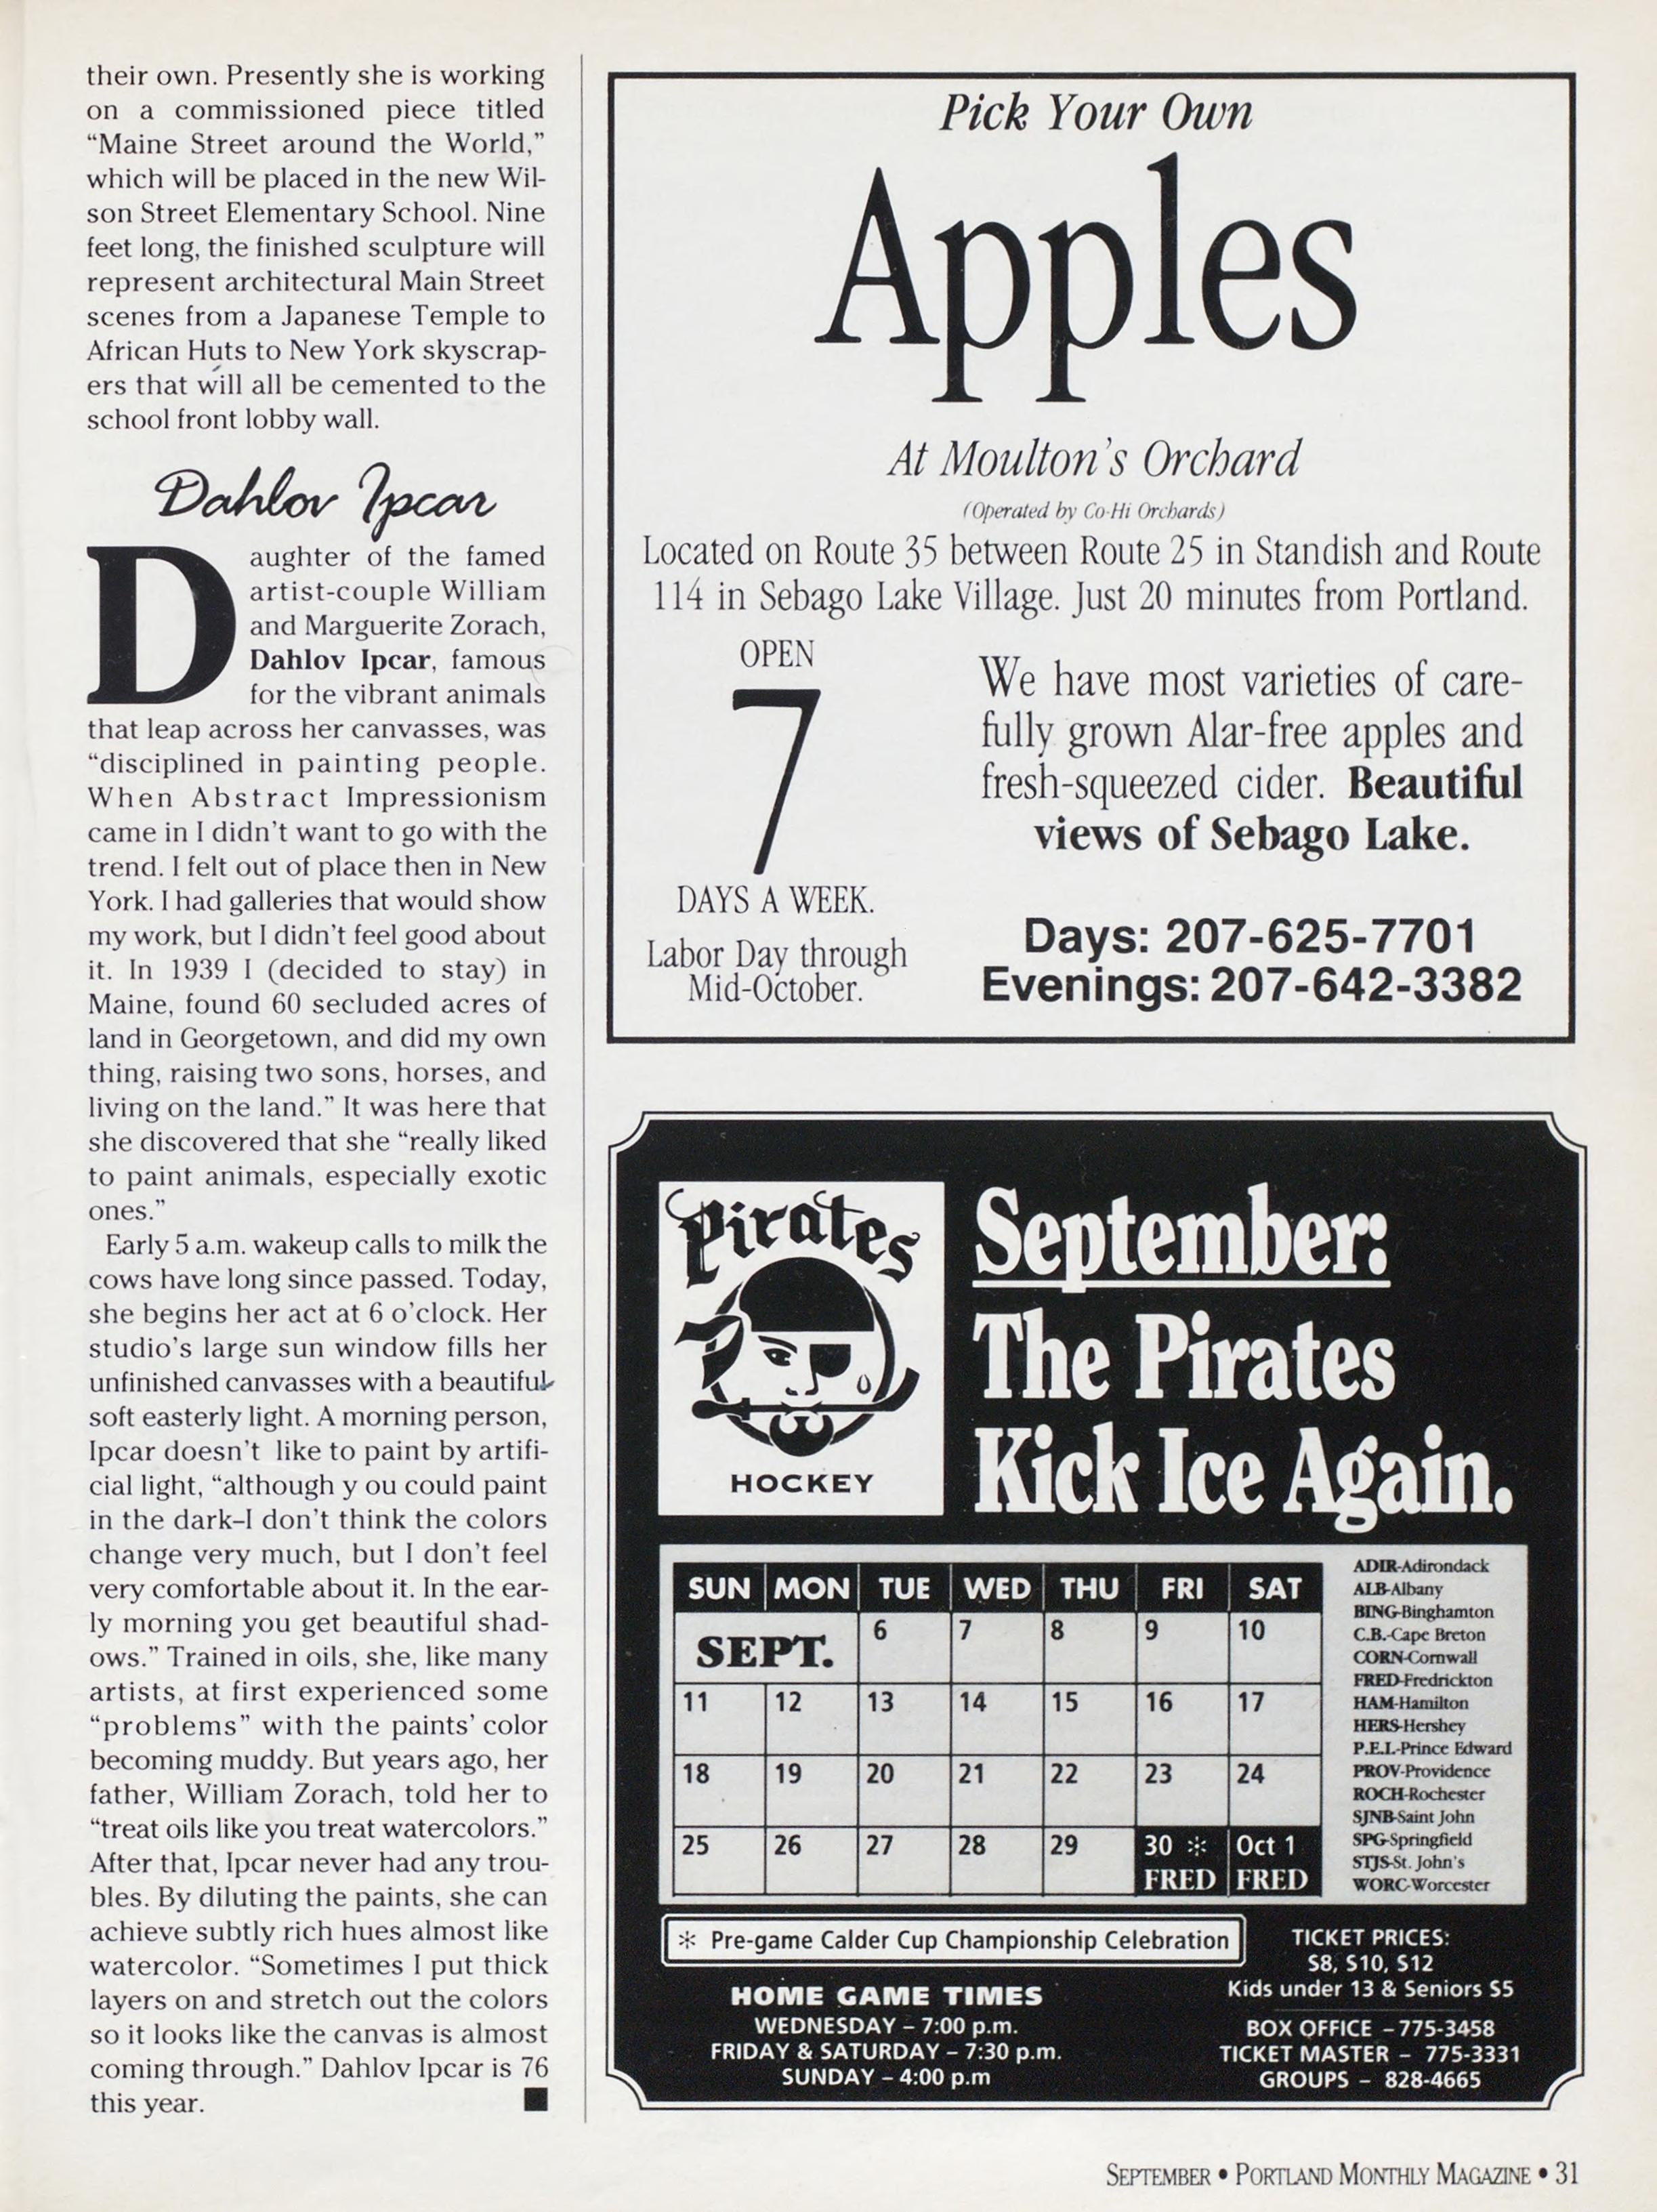 their own. Presently she is working
on a commissioned piece titled
“Maine Street around the World,”
which will be placed in the new Wil-
son Street Elementary School. Nine
feet long, the finished sculpture will
represent architectural Main Street
scenes from a Japanese Temple to
African Huts to New York skyscrap-
ers that will all be cemented to the
school front lobby wall.
Dahlov Ipcar
Daughter of the famed
artist-couple William
and Marguerite Zorach,
Dahlov Ipcar, famous
for the vibrant animals
that leap across her canvasses, was
“disciplined in painting people.
When Abstract Impressionism
came in I didn't want to go with the
trend. I felt out of place then in New
York. I had galleries that would show
my work, but I didn't feel good about
it. In 1939 I (decided to stay) in
Maine, found 60 secluded acres of
land in Georgetown, and did my own
thing, raising two sons, horses, and
living on the land.” It was here that
she discovered that she “really liked
to paint animals, especially exotic
ones.”
Early 5 a.m. wakeup calls to milk the
cows have long since passed. Today,
she begins her act at 6 o'clock. Her
studio's large sun window fills her
unfinished canvasses with a beautiful
soft easterly light. A morning person,
Ipcar doesn't like to paint by artifi-
cial light, “although y ou could paint
in the dark–I don't think the colors
change very much, but I don't feel
very comfortable about it. In the ear-
ly morning you get beautiful shad-
ows.” Trained in oils, she, like many
artists, at first experienced some
“problems” with the paints' color
becoming muddy. But years ago, her
father, William Zorach, told her to
“treat oils like you treat watercolors.”
After that, Ipcar never had any trou-
bles. By diluting the paints, she can
achieve subtly rich hues almost like
watercolor. “Sometimes I put thick
layers on and stretch out the colors
so it looks like the canvas is almost
coming through.” Dahlov Ipcar is 76
this year. ■
Pick Your Own
Apples
At Moulton's Orchard
(Operated by Co-Hi Orchards)
Located on Route 35 between Route 25 in Standish and Route
114 in Sebago Lake Village. Just 20 minutes from Portland.
OPEN
7
DAYS A WEEK.
Labor Day through
Mid-October.
We have most varieties of care-
fully grown Alar-free apples and
fresh-squeezed cider. Beautiful
views of Sebago Lake.
Days: 207-625-7701
Evenings: 207-642-3382
Pirates
HOCKEY
September:
The Pirates
Kick Ice Again.
SUN MON TUE WED THU FRI SAT
SEPT. 6 7 8 9 10
11 12 13 14 15 16 17
18 19 20 21 22 23 24
25 26 27 28 29 30 * Oct 1
FRED FRED
ADIR-Adirondack
ALB-Albany
BING-Binghamton
C.B.-Cape Breton
CORN-Cornwall
FRED-Fredrickton
HAM-Hamilton
HERS-Hershey
P.E.I.-Prince Edward
PROV-Providence
ROCH-Rochester
SJNB-Saint John
SPG-Springfield
STJS-St. John's
WORC-Worcester
* Pre-game Calder Cup Championship Celebration
HOME GAME TIMES
WEDNESDAY – 7:00 p.m.
FRIDAY & SATURDAY – 7:30 p.m.
SUNDAY – 4:00 p.m
TICKET PRICES:
$8, $10, $12
Kids under 13 & Seniors $5
BOX OFFICE – 775-3458
TICKET MASTER – 775-3331
GROUPS – 828-4665
SEPTEMBER • PORTLAND MONTHLY MAGAZINE • 31